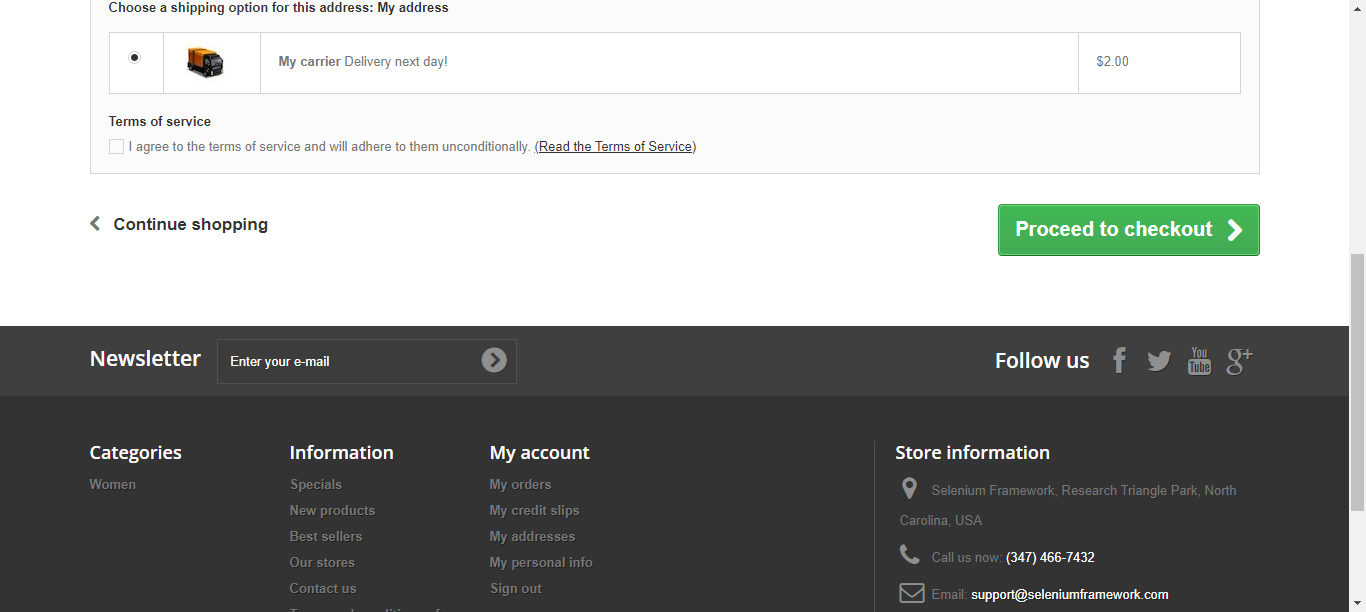 Choose a shipping option for this address: My address
My carrier Delivery next day!
$2.00
Terms of service
I agree to the terms of service and will adhere to them unconditionally. (Read the Terms of Service)
Continue shopping
Proceed to checkout
Newsletter
Enter your e-mail
Follow us
You
Tube
Categories
Women
Information
Specials
New products
Best sellers
Our stores
Contact us
My account
My orders
My credit slips
My addresses
My personal info
Sign out
Store information
Selenium Framework, Research Triangle Park, North
Carolina, USA
Call us now: (347) 466-7432
Email: support@seleniumframework.com